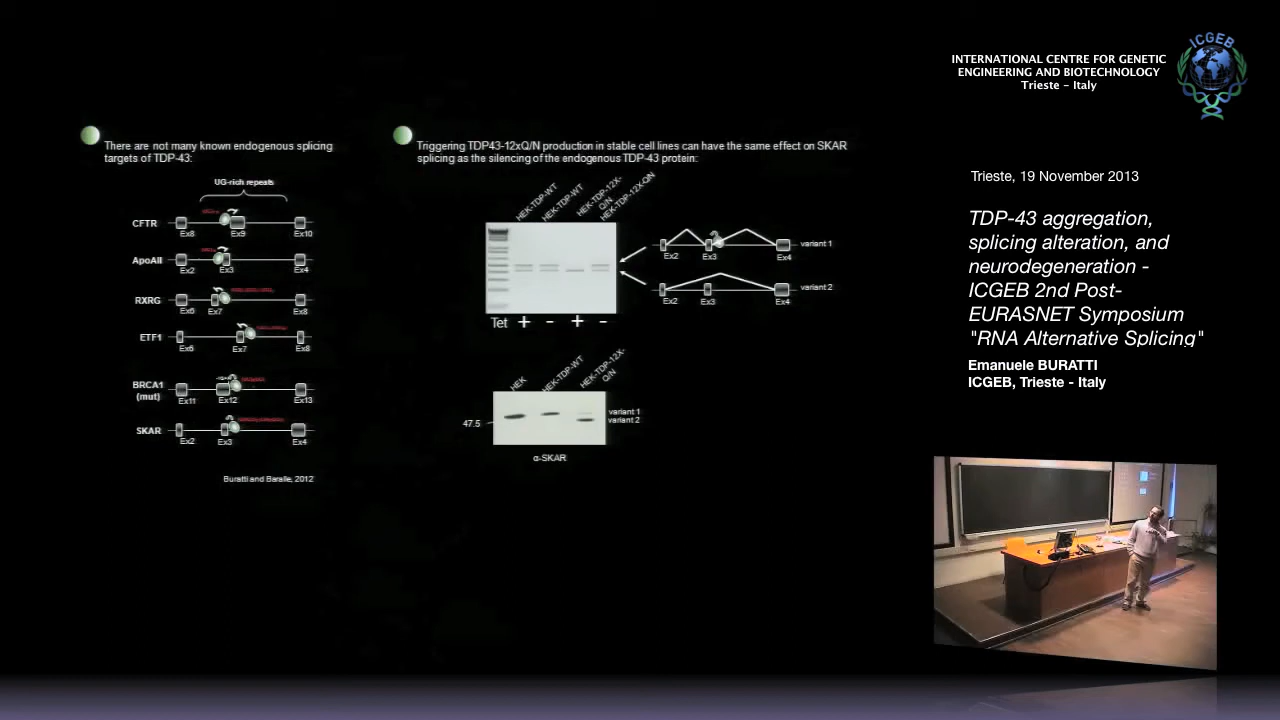 INTERNATIONAL CENTRE FOR GENETIC
ENGINEERING AND BIOTECHNOLOGY
Trieste - Italy
ICGEB
Trieste, 19 November 2013
TDP-43 aggregation,
splicing alteration, and
neurodegeneration -
ICGEB 2nd Post-
EURASNET Symposium
"RNA Alternative Splicing"
Emanuele BURATTI
ICGEB, Trieste - Italy
There are not many known endogenous splicing
targets of TDP-43:
UG-rich repeats
CFTR
Ex8 Ex9 Ex10
ApoAII
Ex2 Ex3 Ex4
RXRG
Ex6 Ex7 Ex8
ETF1
Ex6 Ex7 Ex8
BRCA1
(mut)
Ex11 Ex12 Ex13
SKAR
Ex2 Ex3 Ex4
Buratti and Baralle, 2012
Triggering TDP43-12xQ/N production in stable cell lines can have the same effect on SKAR
splicing as the silencing of the endogenous TDP-43 protein:
HEK-TDP-WT
HEK-TDP-WT
HEK-TDP-12X-
Q/N
HEK-TDP-12X-Q/N
Tet + - + -
variant 1
Ex2 Ex3 Ex4
variant 2
Ex2 Ex3 Ex4
HEK
HEK-TDP-WT
HEK-TDP-12X-
Q/N
47.5
variant 1
variant 2
α-SKAR